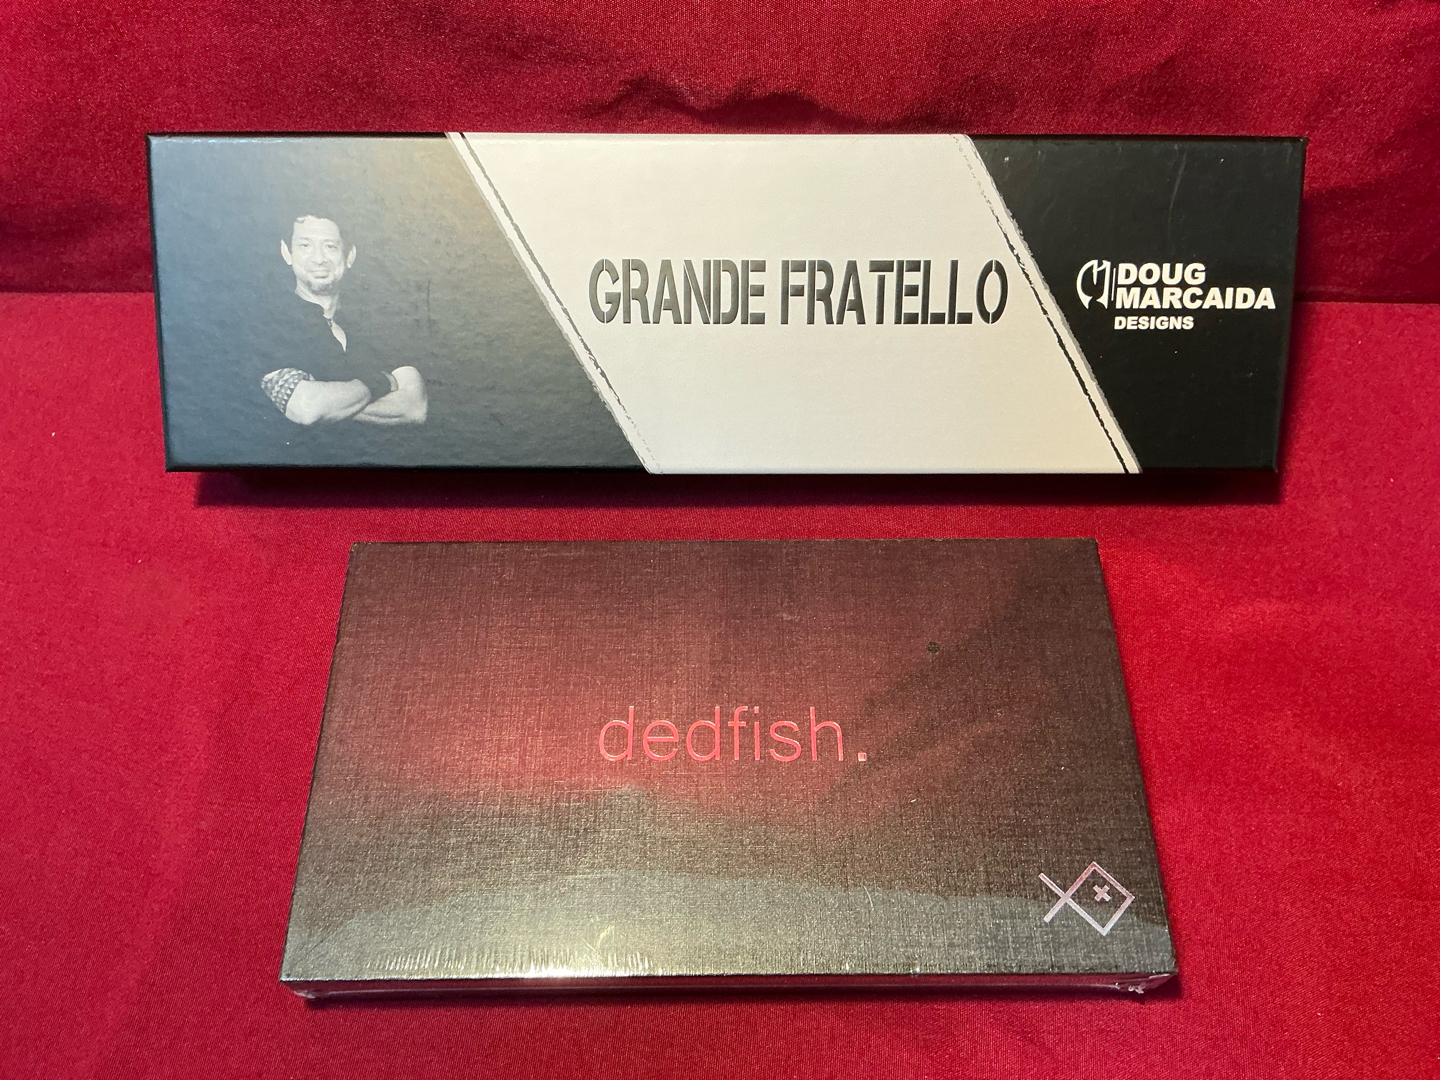 GRANDE FRATELLO
DOUG
MARCAIDA
DESIGNS
dedfish.